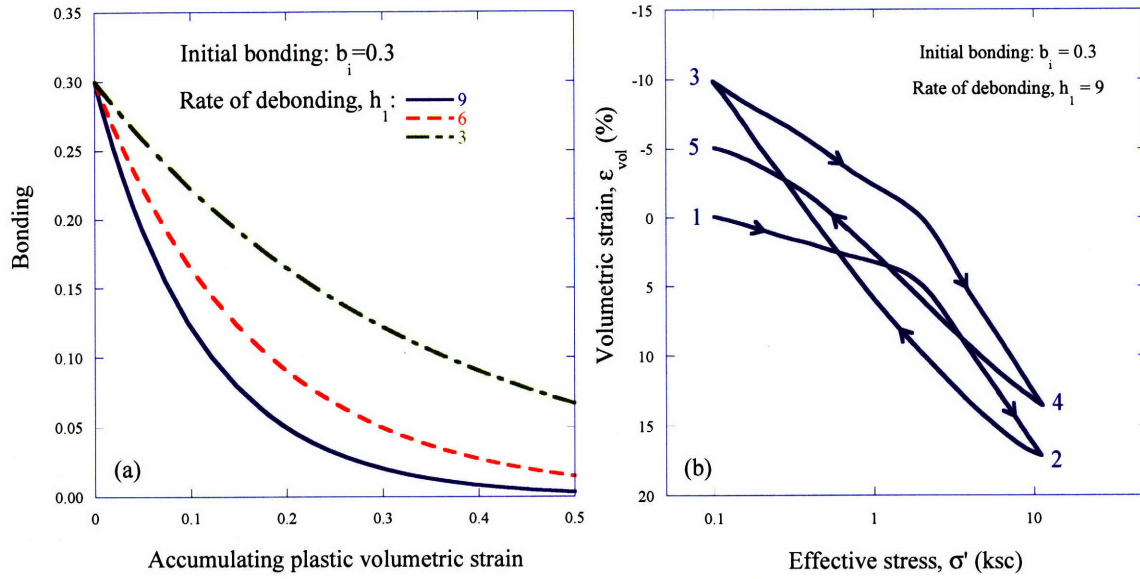 0.35
0.30
0.25
0.20
0.15
0.10
0.05
0.00
Bonding
Initial bonding: b_i=0.3
Rate of debonding, h_1:
9
6
3
(a)
0 0.1 0.2 0.3 0.4 0.5
Accumulating plastic volumetric strain
-15
-10
-5
0
5
10
15
20
Volumetric strain, ε_vol (%)
Initial bonding: b_i = 0.3
Rate of debonding, h_1 = 9
3
5
1
4
2
(b)
0.1 1 10
Effective stress, σ' (ksc)